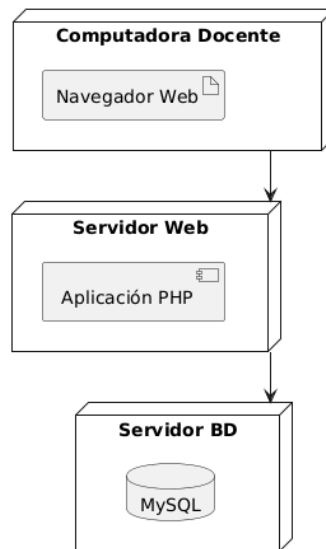 Computadora Docente
Navegador Web
Servidor Web
Aplicación PHP
Servidor BD
MySQL